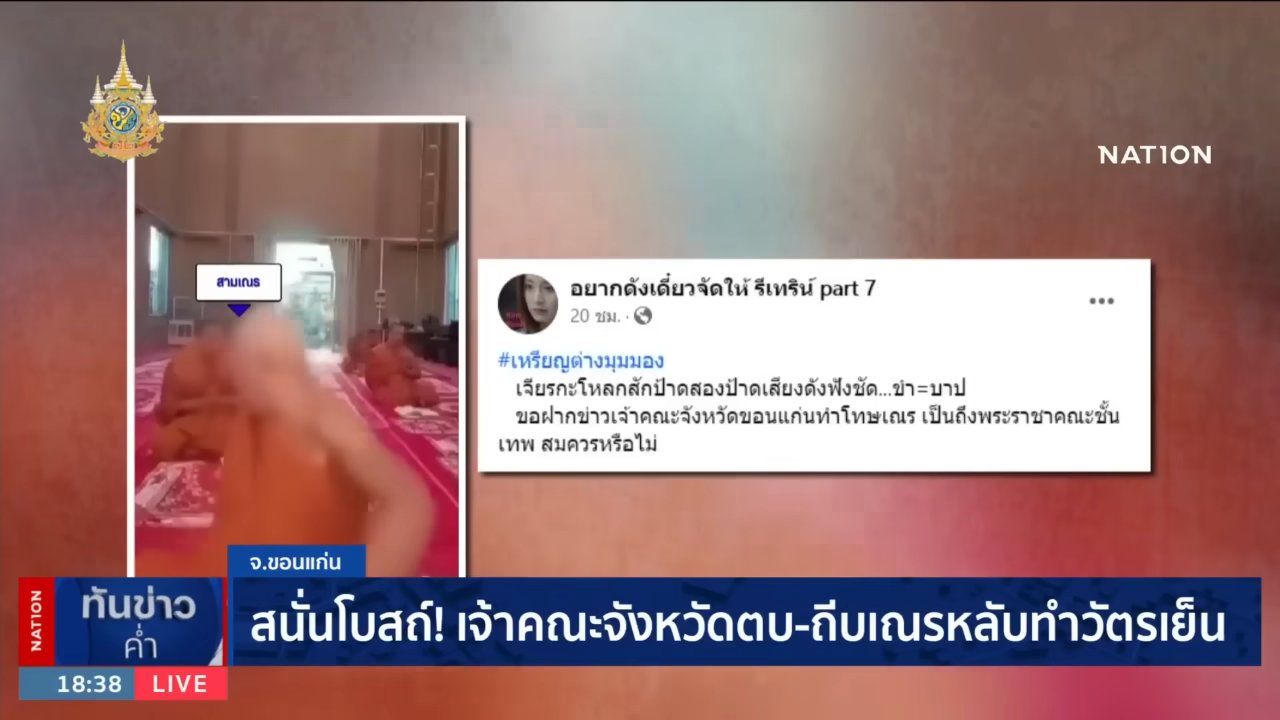 NATION
สามเณร
อยากดังเดี๋ยวจัดให้ รีเทริน์ part 7
20 ชม.
#เหรียญต่างมุมมอง
เจียรกะโหลกสักป้าดสองป้าดเสียงดังฟังชัด...ขำ=บาป
ขอฝากข่าวเจ้าคณะจังหวัดขอนแก่นทำโทษเณร เป็นถึงพระราชาคณะชั้น
เทพ สมควรหรือไม่
จ.ขอนแก่น
NATION
ทันข่าว
ค่ำ
สนั่นโบสถ์! เจ้าคณะจังหวัดตบ-ถีบเณรหลับทำวัตรเย็น
18:38 LIVE